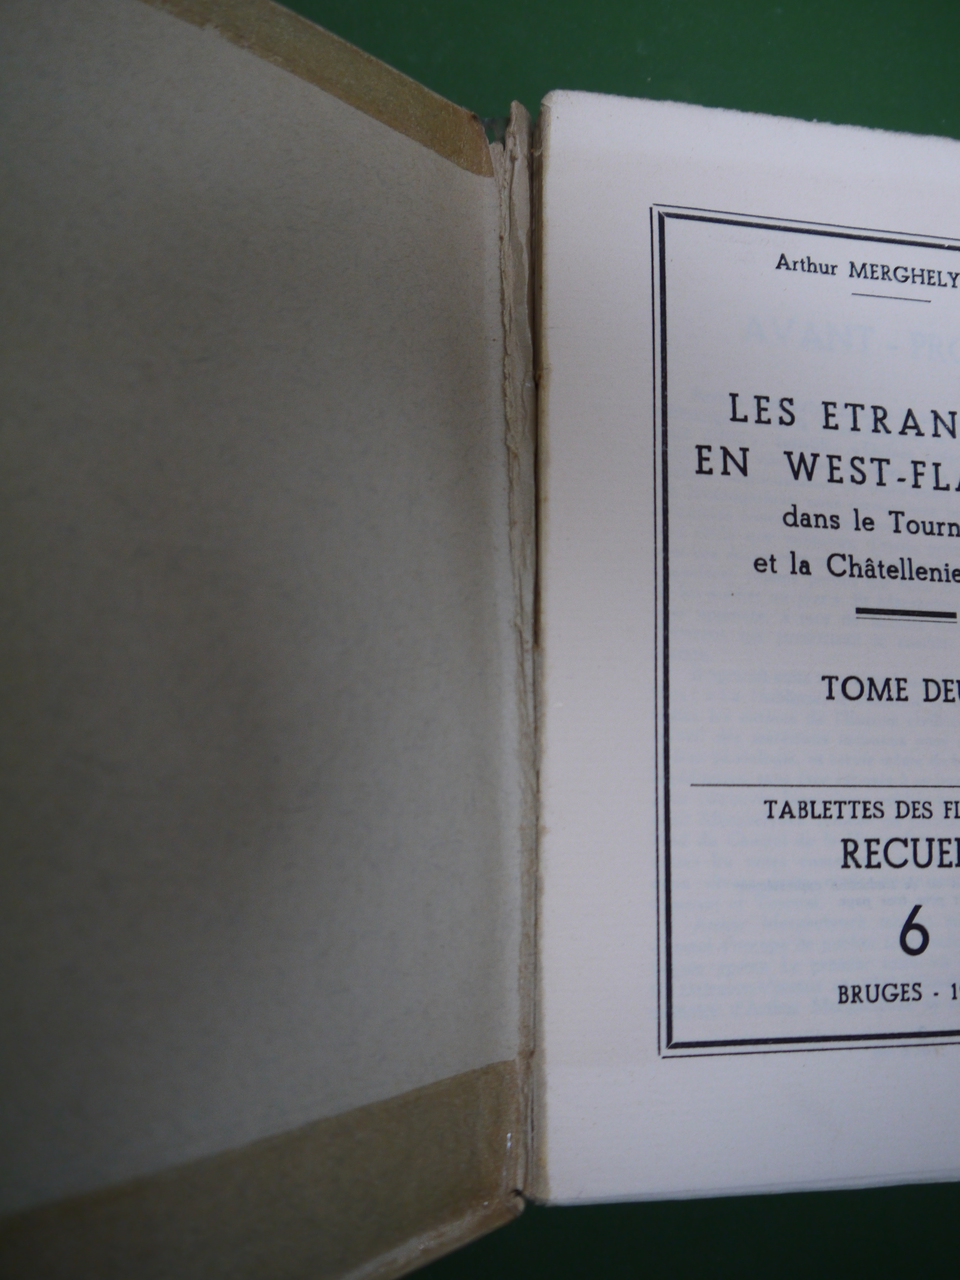 Arthur MERGHELY
LES ETRAN
EN WEST-FLA
dans le Tourn
et la Châtellenie
TOME DEU
TABLETTES DES FL
RECUEI
6
BRUGES - 1